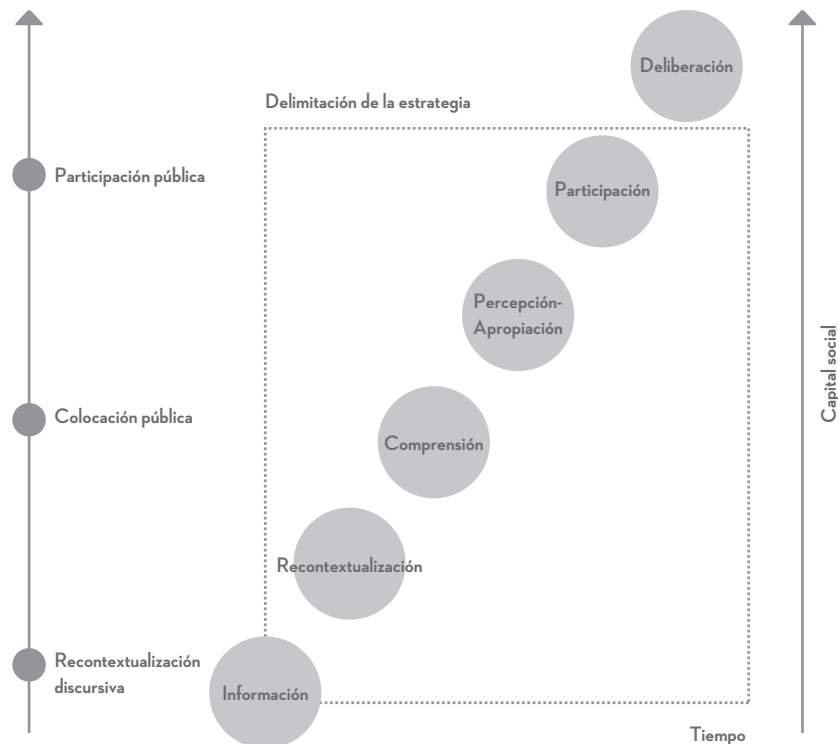 Deliberación
Delimitación de la estrategia
Participación pública
Participación
Percepción-
Apropiación
Capital social
Colocación pública
Comprensión
Recontextualización
Recontextualización
discursiva
Información
Tiempo